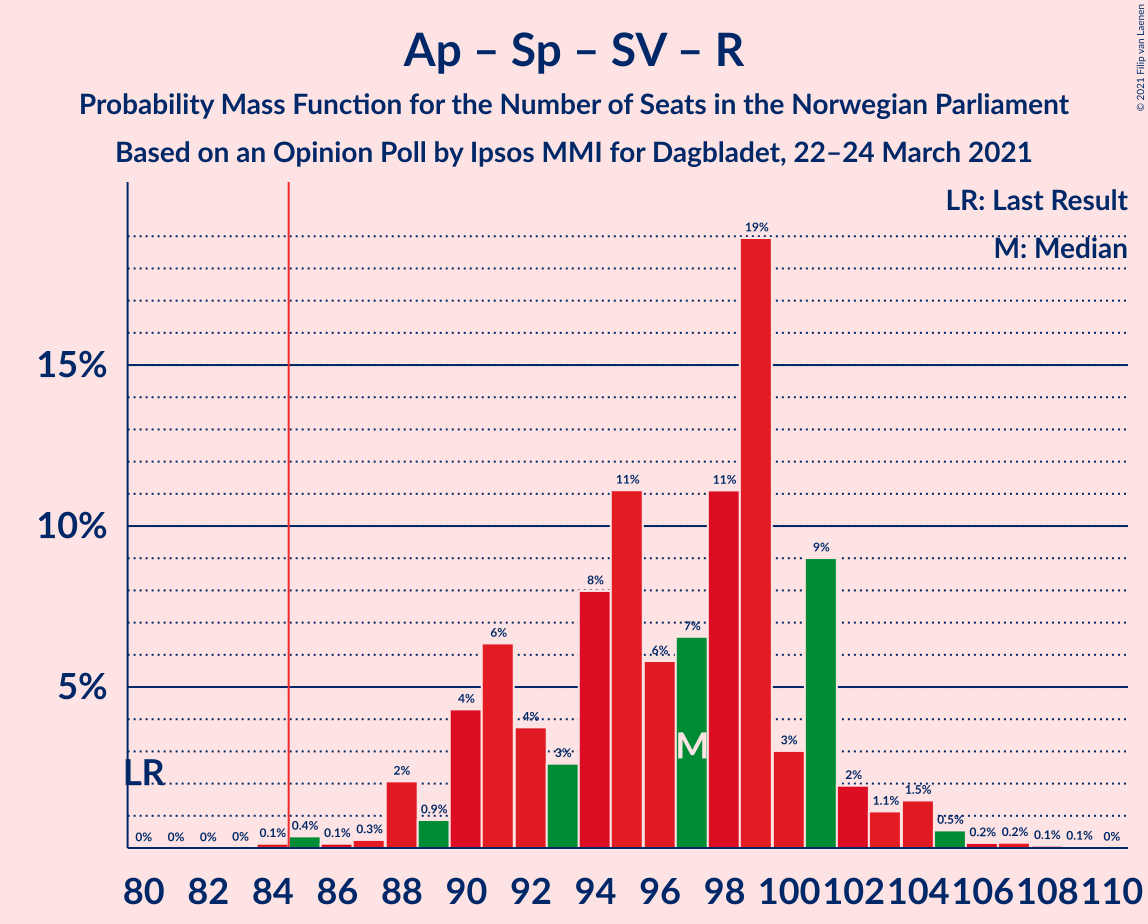 Ap – Sp – SV – R
Probability Mass Function for the Number of Seats in the Norwegian Parliament
Based on an Opinion Poll by Ipsos MMI for Dagbladet, 22–24 March 2021
© 2021 Filip van Laenen
LR: Last Result
M: Median
15%
10%
5%
LR
M
0% 0% 0% 0% 0.1% 0.4% 0.1% 0.3% 2% 0.9% 4% 6% 4% 3% 8% 11% 6% 7% 11% 19% 3% 9% 2% 1.1% 1.5% 0.5% 0.2% 0.2% 0.1% 0.1% 0%
80 82 84 86 88 90 92 94 96 98 100 102 104 106 108 110